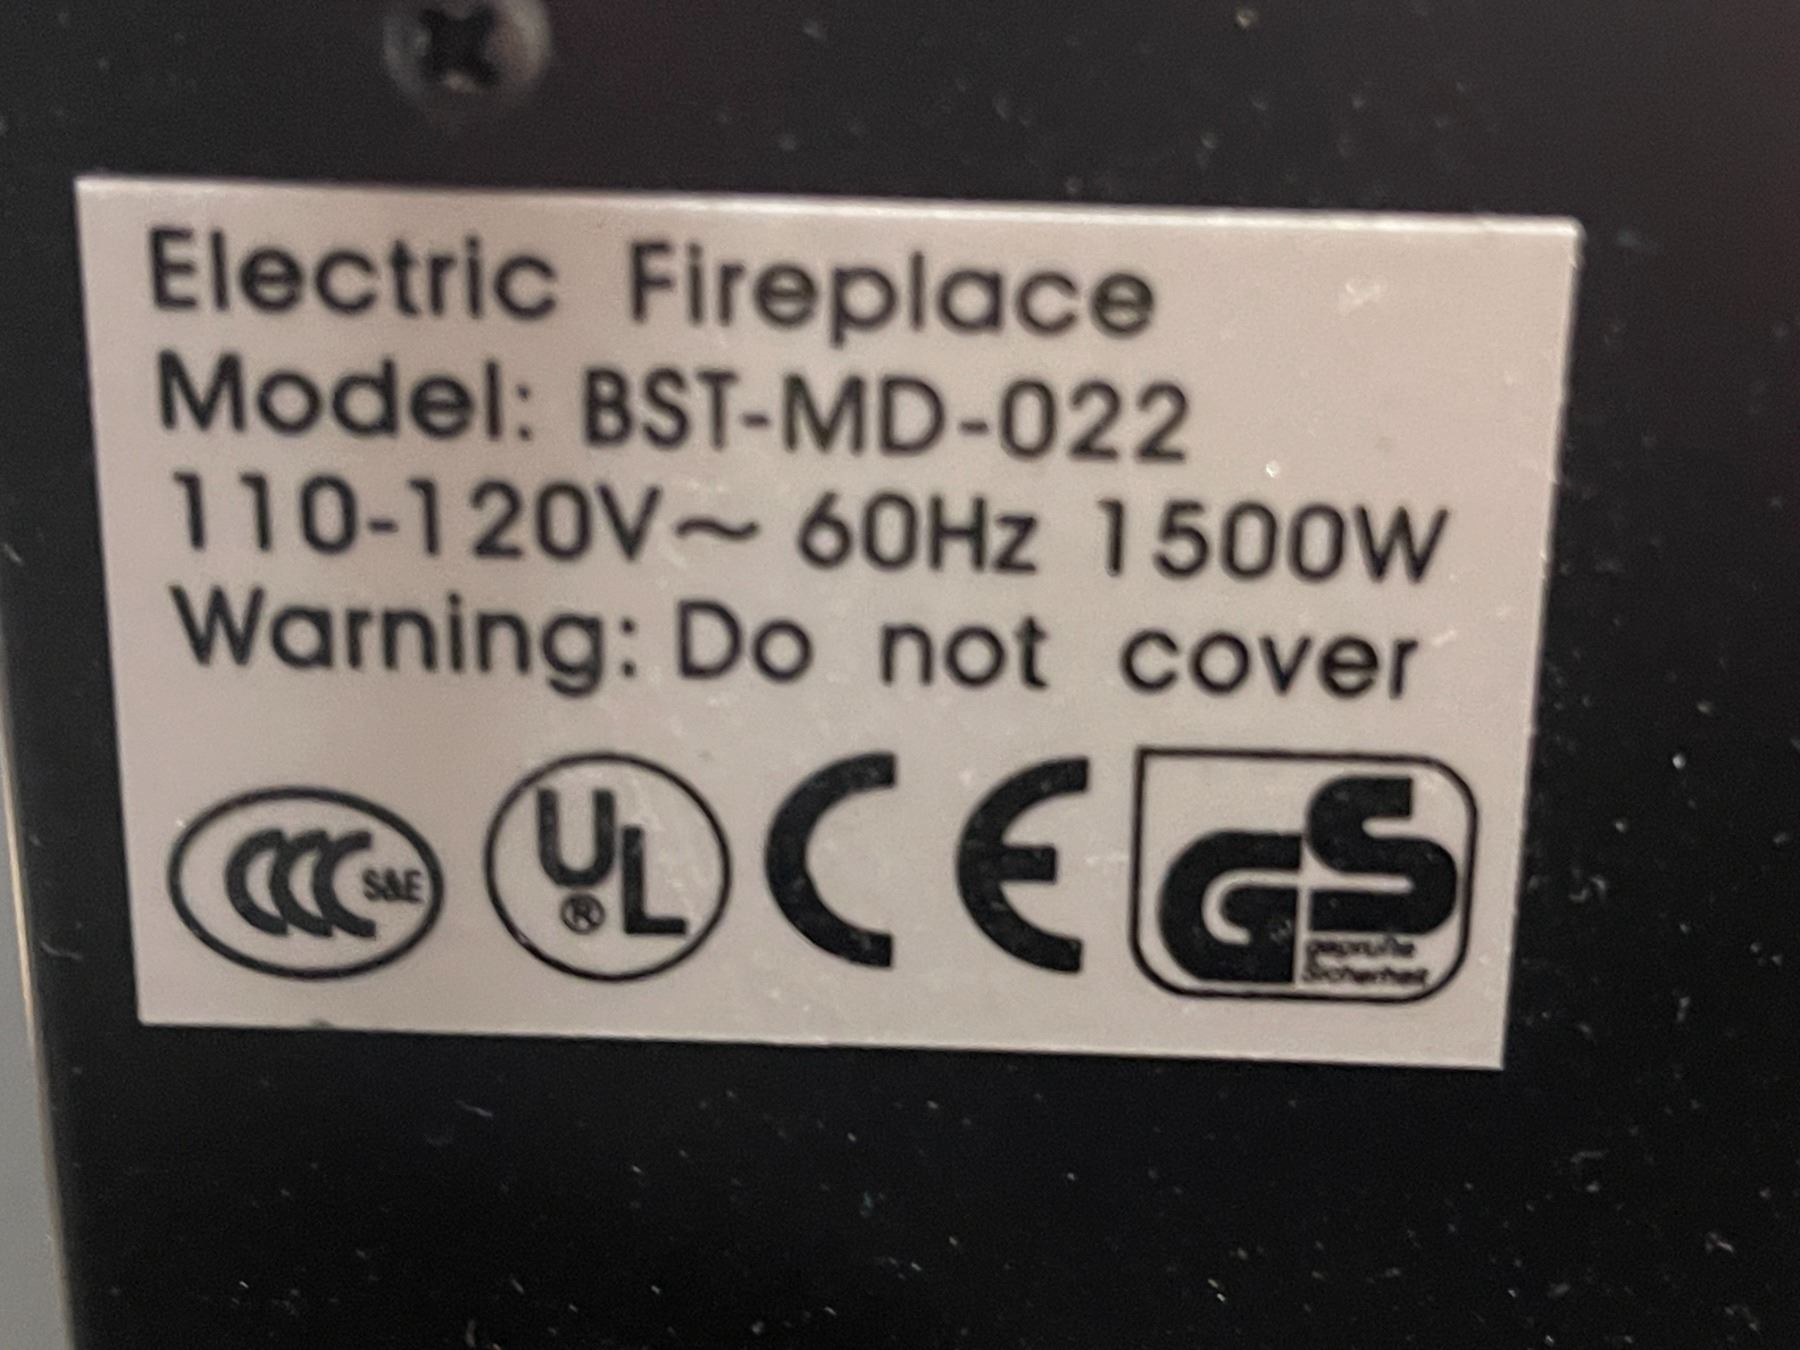 Electric Fireplace
Model: BST-MD-022
110-120V~ 60Hz 1500W
Warning: Do not cover
CCC S&E UL ® CE GS
geprüfte
Sicherheit